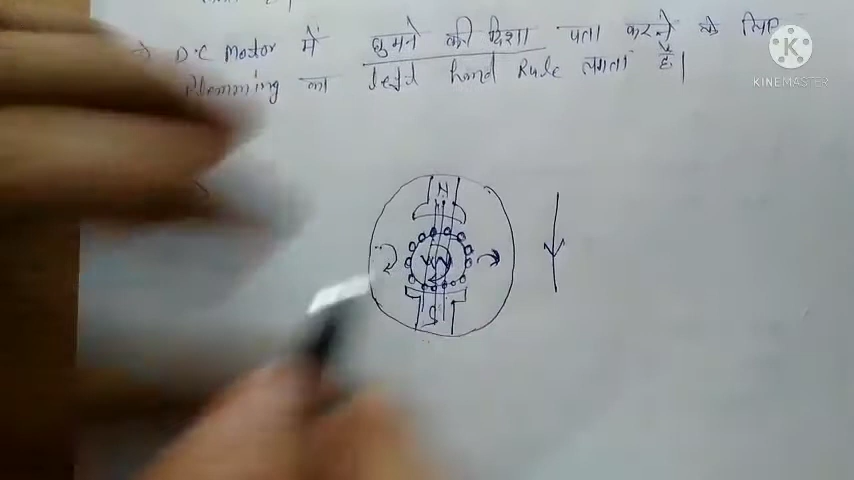 D.C Motor में घुमने की दिशा पता करने के लिए
Flemming का left hand Rule लगता है।
N
S
KINEMASTER